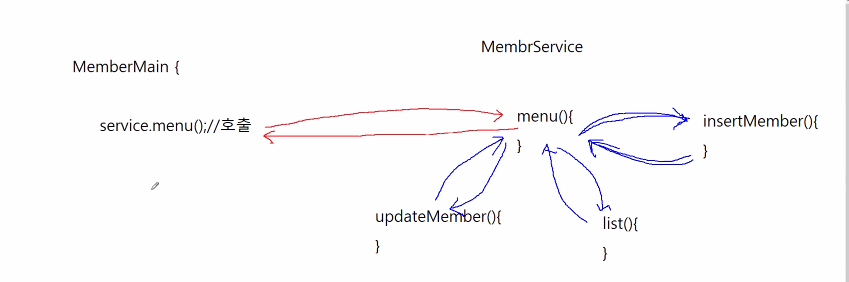 MembrService
MemberMain {
menu(){
service.menu();//호출
insertMember(){
}
}
updateMember(){
list(){
}
}